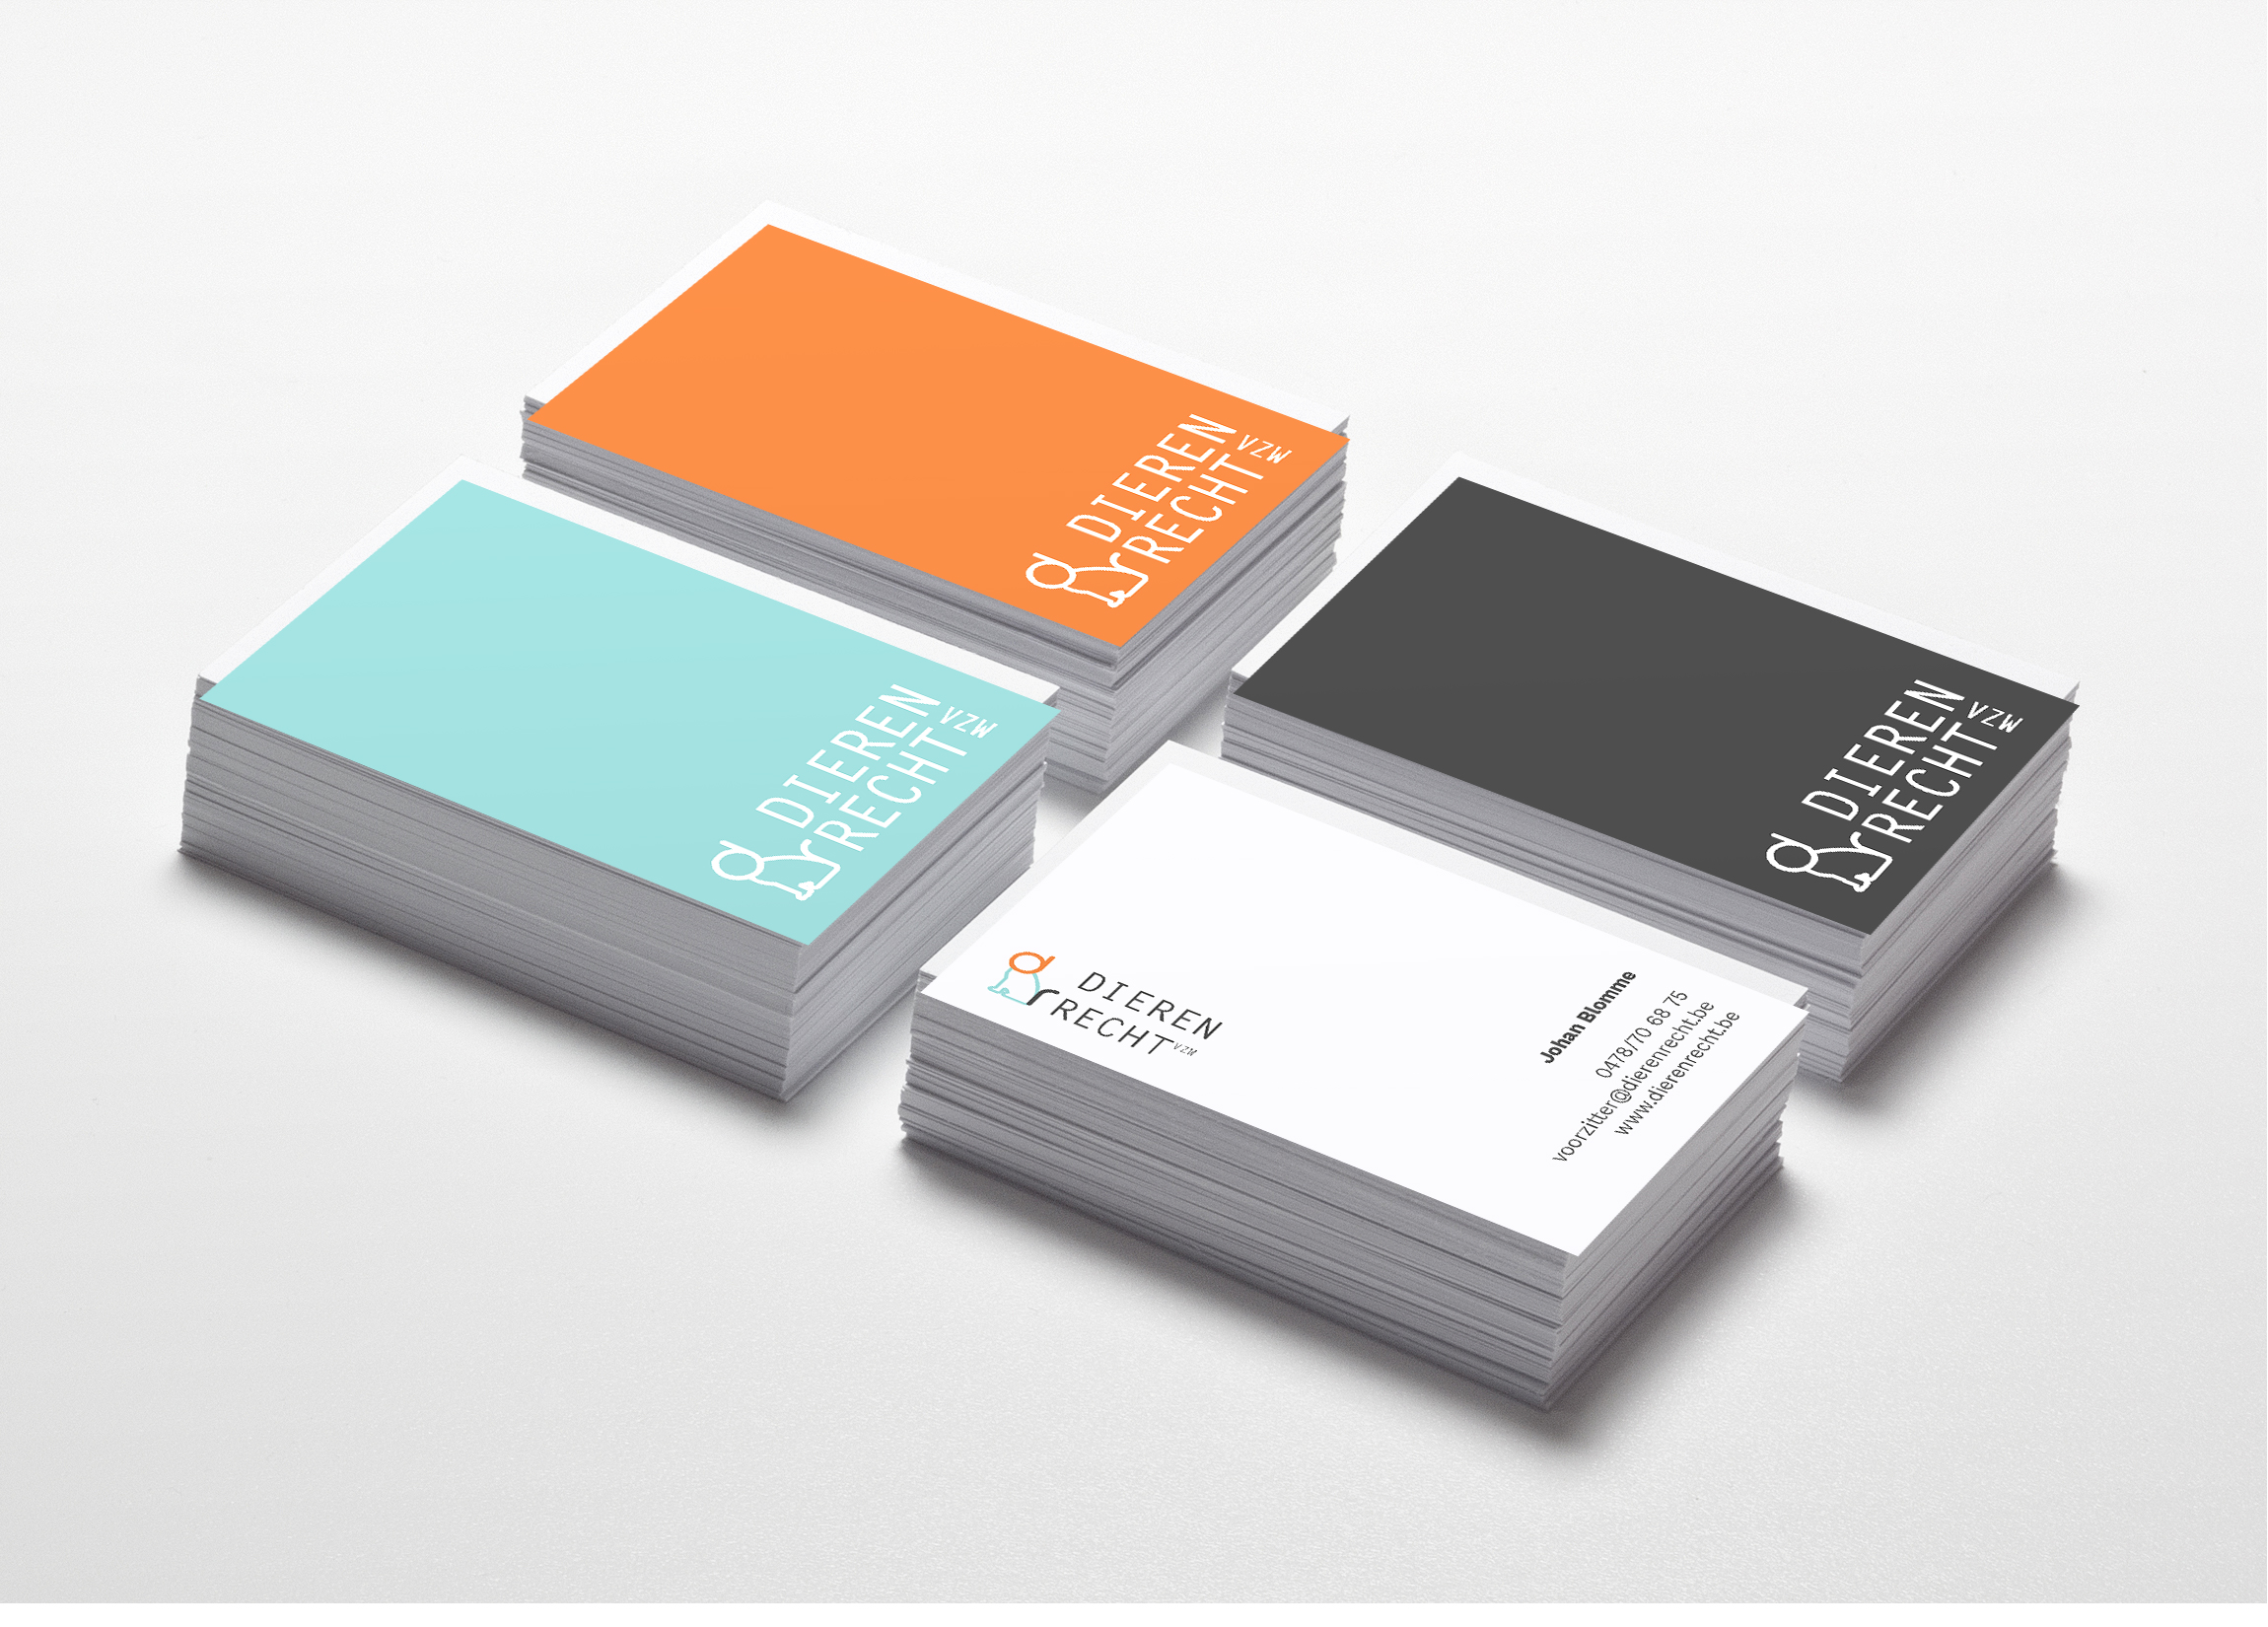 DIEREN
RECHT VZW
DIEREN
RECHT VZW
DIEREN
RECHT VZW
DIEREN
RECHT VZW
Johan Blomme
0478/70 68 75
voorzitter@dierenrecht.be
www.dierenrecht.be